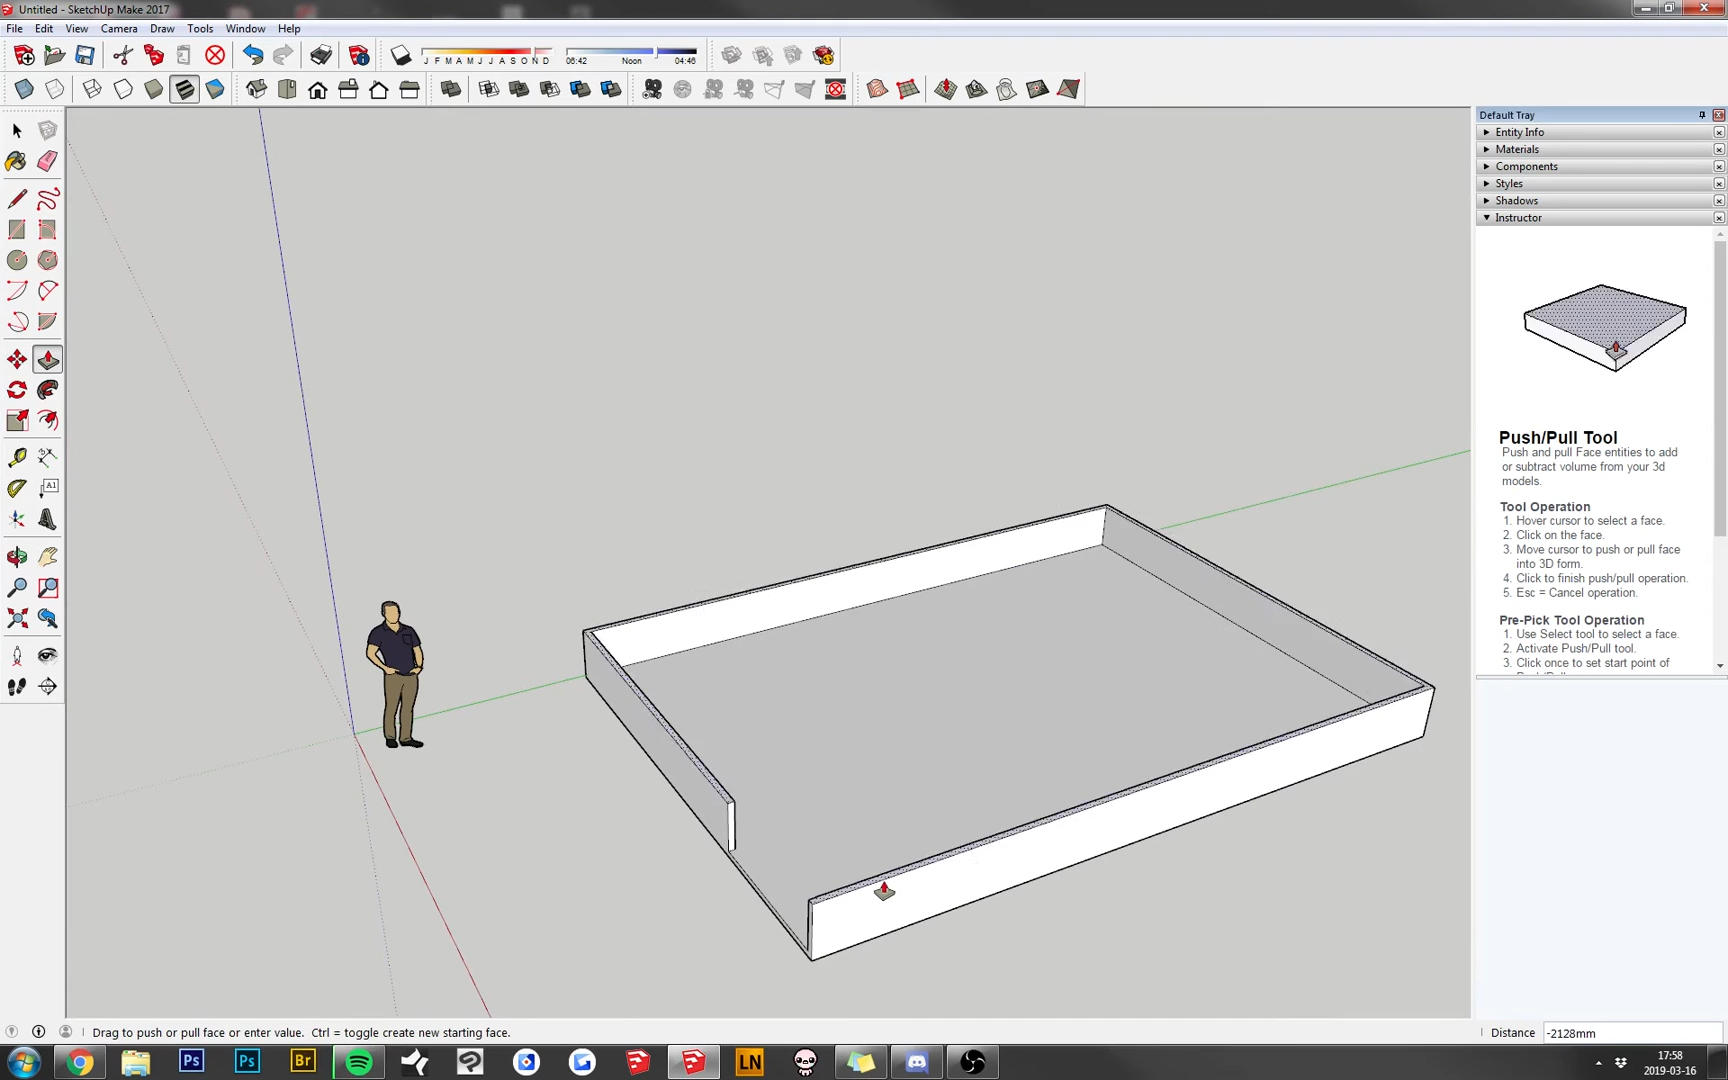 Untitled - SketchUp Make 2017
File Edit View Camera Draw Tools Window Help
J F M A M J J A S O N D
06:42 Noon 04:46
Default Tray
Entity Info
Materials
Components
Styles
Shadows
Instructor
A1
Push/Pull Tool
Push and pull Face entities to add
or subtract volume from your 3d
models.
Tool Operation
1. Hover cursor to select a face.
2. Click on the face.
3. Move cursor to push or pull face
into 3D form.
4. Click to finish push/pull operation.
5. Esc = Cancel operation.
Pre-Pick Tool Operation
1. Use Select tool to select a face.
2. Activate Push/Pull tool.
3. Click once to set start point of
Drag to push or pull face or enter value. Ctrl = toggle create new starting face.
Distance -2128mm
Ps Ps Br LN
17:58
2019-03-16